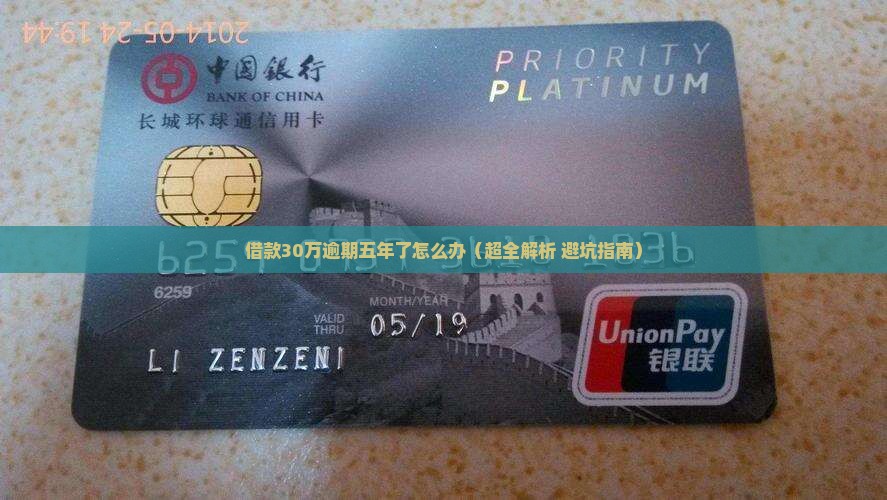 2014-05-24 19:44
中国银行
BANK OF CHINA
长城环球通信用卡
PRIORITY
PLATINUM
借款30万逾期五年了怎么办（超全解析 避坑指南）
6259
MONTH/YEAR
VALID
THRU
05/19
LI ZENZENI
UnionPay
银联